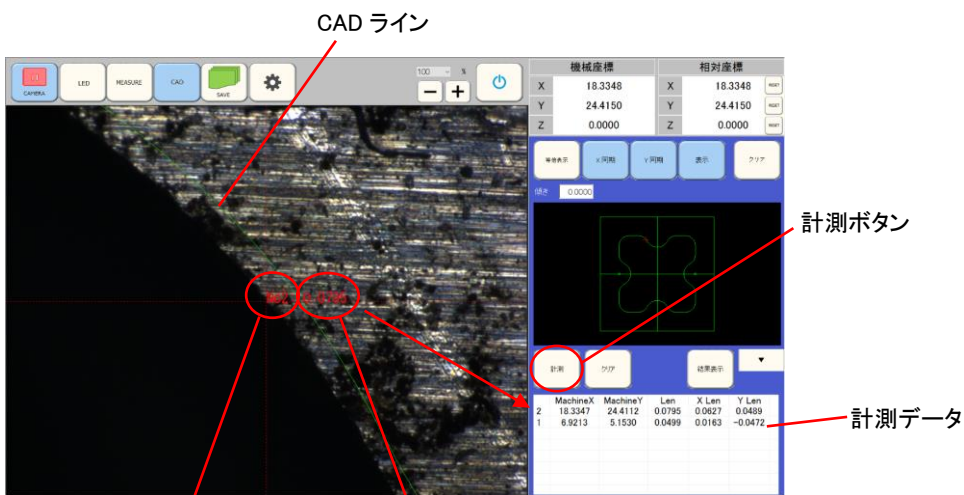 CAD ライン
CAMERA
LED
MEASURE
CAD
SAVE
100 %
機械座標 相対座標
X 18.3348 X 18.3348 RESET
Y 24.4150 Y 24.4150 RESET
Z 0.0000 Z 0.0000 RESET
X 同期
Y 同期
表示
クリア
傾き 0.0000
計測ボタン
計測
クリア
結果表示
MachineX MachineY Len X Len Y Len
2 18.3347 24.4112 0.0795 0.0627 0.0489
1 6.9213 5.1530 0.0499 0.0163 -0.0472
計測データ